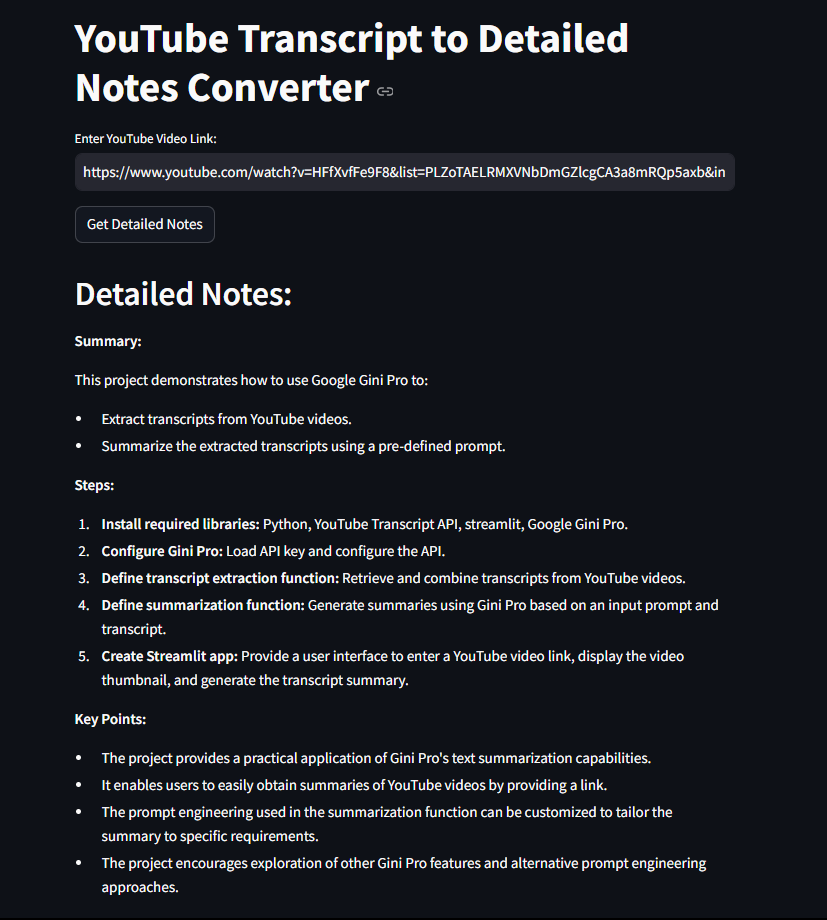 YouTube Transcript to Detailed
Notes Converter
Enter YouTube Video Link:
https://www.youtube.com/watch?v=HFfXvfFe9F8&list=PLZoTAELRMXVNbDmGZlcgCA3a8mRQp5axb&in
Get Detailed Notes
Detailed Notes:
Summary:
This project demonstrates how to use Google Gini Pro to:
• Extract transcripts from YouTube videos.
• Summarize the extracted transcripts using a pre-defined prompt.
Steps:
1. Install required libraries: Python, YouTube Transcript API, streamlit, Google Gini Pro.
2. Configure Gini Pro: Load API key and configure the API.
3. Define transcript extraction function: Retrieve and combine transcripts from YouTube videos.
4. Define summarization function: Generate summaries using Gini Pro based on an input prompt and
transcript.
5. Create Streamlit app: Provide a user interface to enter a YouTube video link, display the video
thumbnail, and generate the transcript summary.
Key Points:
• The project provides a practical application of Gini Pro's text summarization capabilities.
• It enables users to easily obtain summaries of YouTube videos by providing a link.
• The prompt engineering used in the summarization function can be customized to tailor the
summary to specific requirements.
• The project encourages exploration of other Gini Pro features and alternative prompt engineering
approaches.